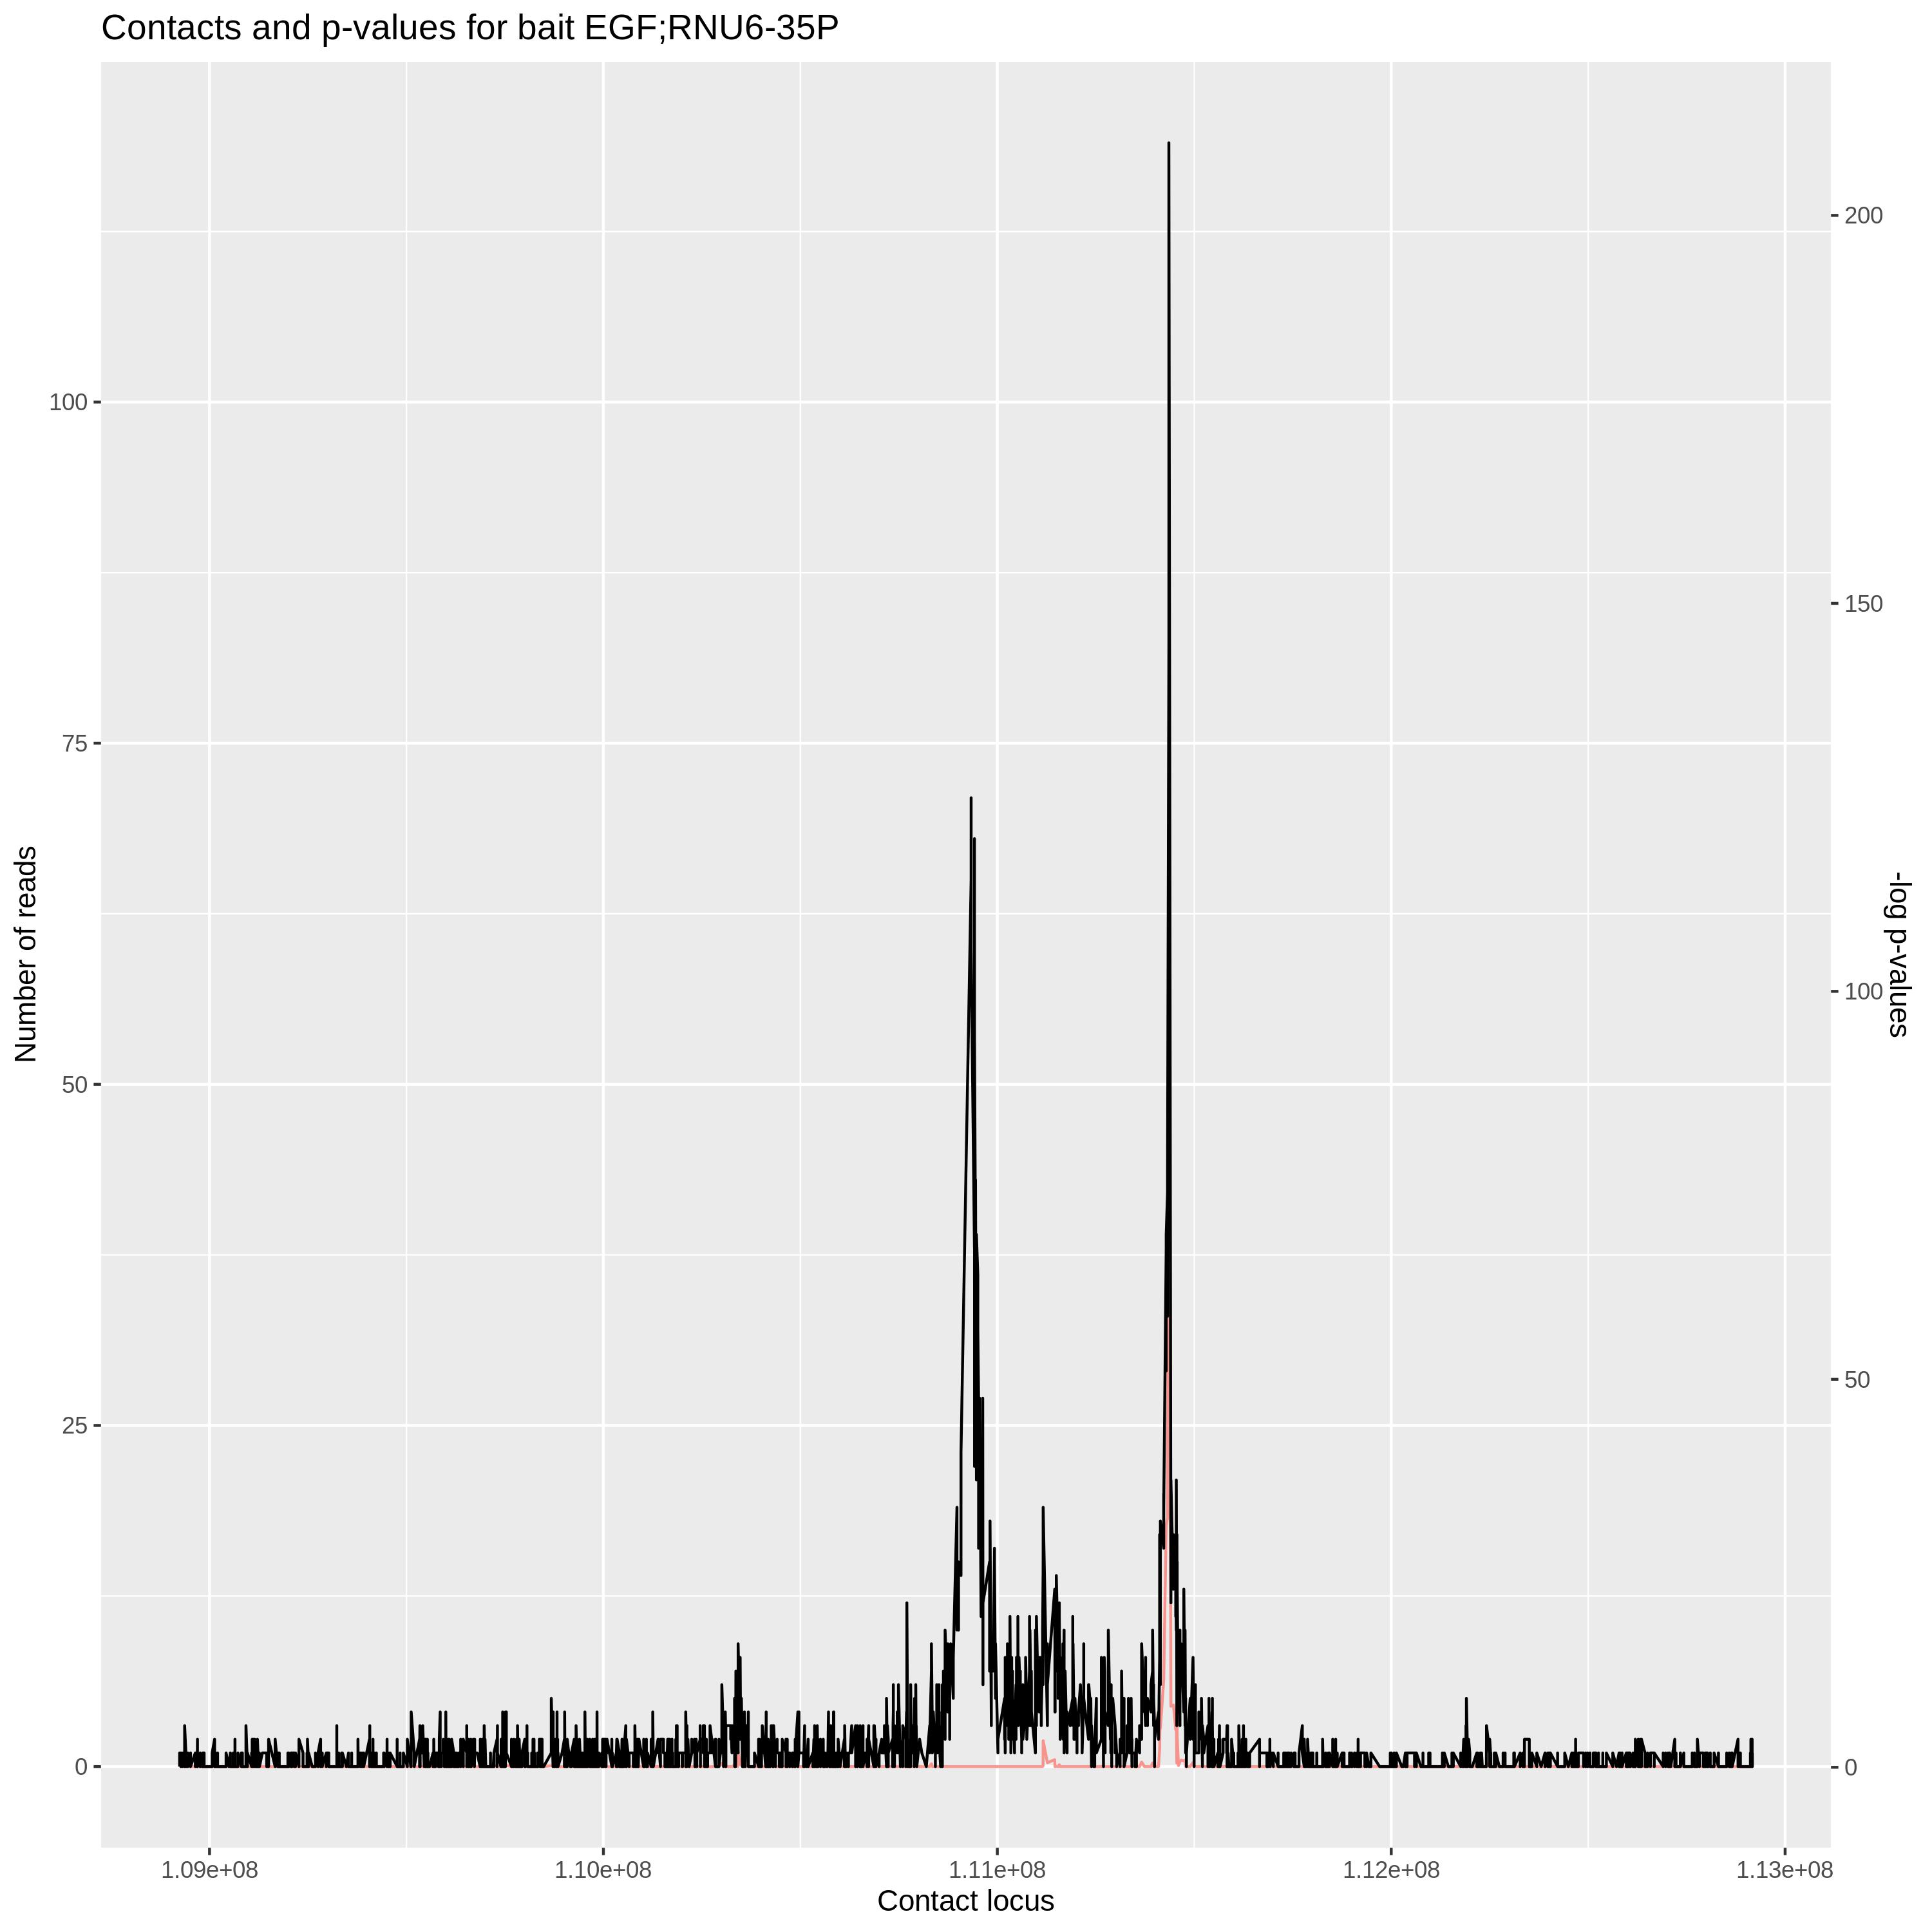 Contacts and p-values for bait EGF;RNU6-35P
Number of reads
100
75
50
25
0
200
150
100
50
0
-log p-values
1.09e+08 1.10e+08 1.11e+08 1.12e+08 1.13e+08
Contact locus